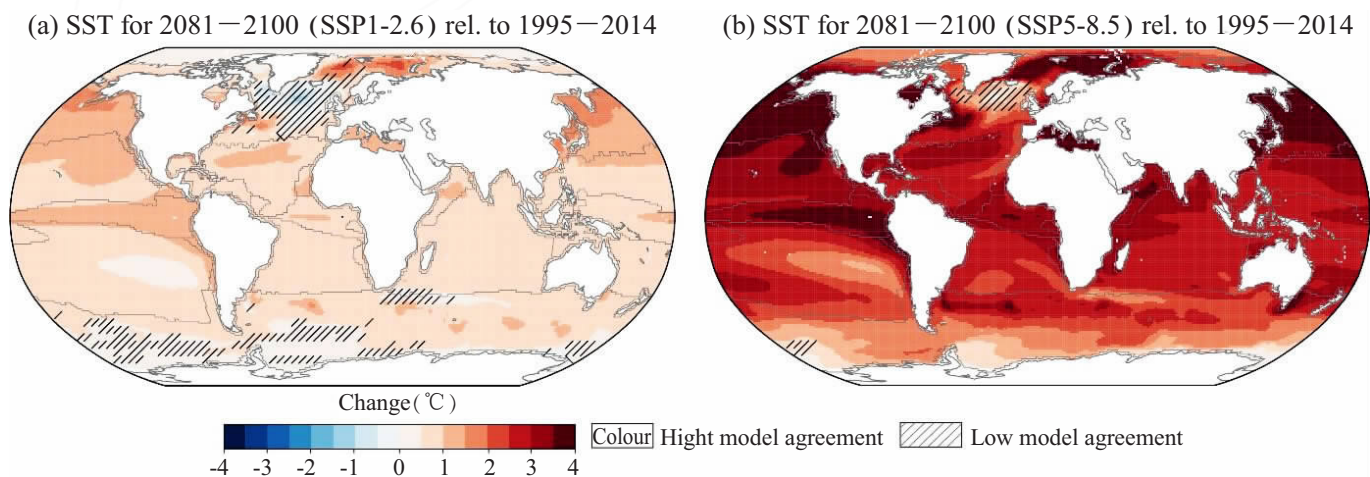 (a) SST for 2081－2100 (SSP1-2.6) rel. to 1995－2014
(b) SST for 2081－2100 (SSP5-8.5) rel. to 1995－2014
Change(℃)
-4 -3 -2 -1 0 1 2 3 4
Colour Hight model agreement
Low model agreement